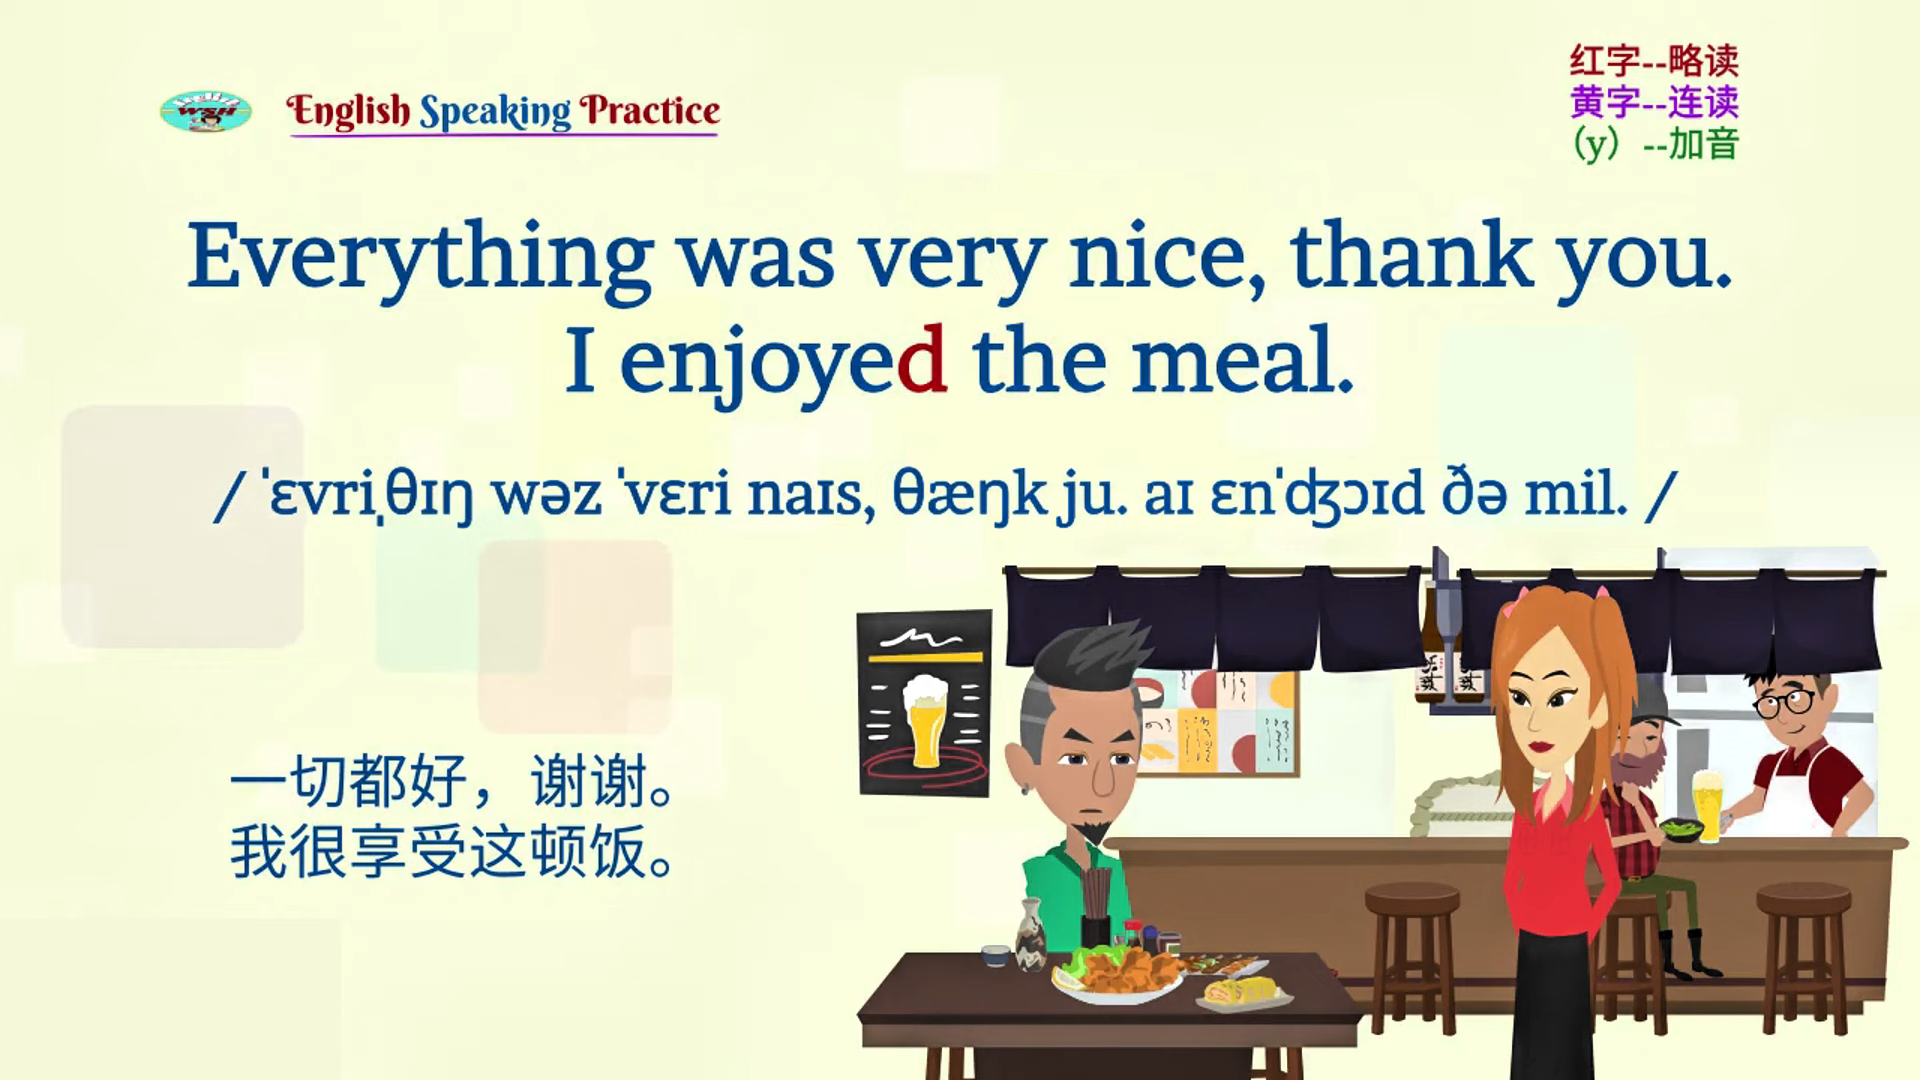 English Speaking Practice
红字--略读
黄字--连读
（y）--加音
Everything was very nice, thank you.
I enjoyed the meal.
/ ˈɛvriˌθɪŋ wəz ˈvɛri naɪs, θæŋk ju. aɪ ɛnˈʤɔɪd ðə mil. /
一切都好，谢谢。
我很享受这顿饭。